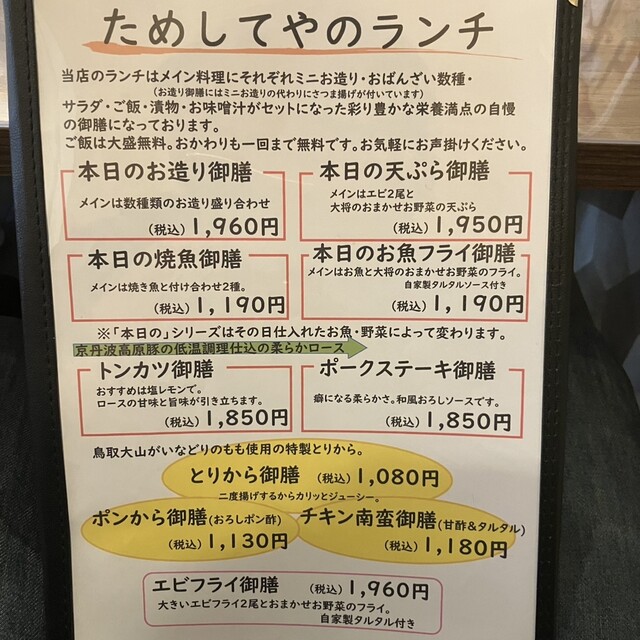 ためしてやのランチ
当店のランチはメイン料理にそれぞれミニお造り・おばんざい数種・
(お造り御膳にはミニお造りの代わりにさつま揚げが付いています)
サラダ・ご飯・漬物・お味噌汁がセットになった彩り豊かな栄養満点の自慢
の御膳になっております。
ご飯は大盛無料。おかわりも一回まで無料です。お気軽にお声掛けください。
本日のお造り御膳
メインは数種類のお造り盛り合わせ
(税込) 1,960円
本日の天ぷら御膳
メインはエビ2尾と
大将のおまかせお野菜の天ぷら
(税込) 1,950円
本日の焼魚御膳
メインは焼き魚と付け合わせ2種。
(税込) 1,190円
本日のお魚フライ御膳
メインはお魚と大将のおまかせお野菜のフライ。
自家製タルタルソース付き
(税込) 1,190円
※「本日の」シリーズはその日仕入れたお魚・野菜によって変わります。
京丹波高原豚の低温調理仕込の柔らかロース
トンカツ御膳
おすすめは塩レモンで。
ロースの甘味と旨味が引き立ちます。
(税込) 1,850円
ポークステーキ御膳
癖になる柔らかさ。和風おろしソースです。
(税込) 1,850円
鳥取大山がいなどりのもも使用の特製とりから。
とりから御膳 (税込) 1,080円
二度揚げするからカリッとジューシー。
ポンから御膳(おろしポン酢)
(税込) 1,130円
チキン南蛮御膳(甘酢&タルタル)
(税込) 1,180円
エビフライ御膳 (税込) 1,960円
大きいエビフライ2尾とおまかせお野菜のフライ。
自家製タルタル付き